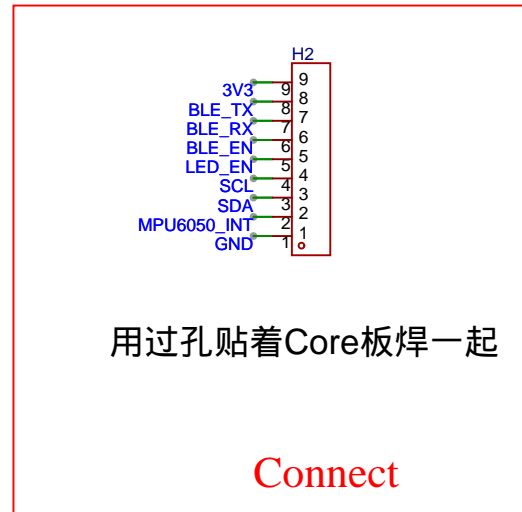 H2
3V3 9 9
BLE_TX 8 8
BLE_RX 7 7
BLE_EN 6 6
LED_EN 5 5
SCL 4 4
SDA 3 3
MPU6050_INT 2 2
GND 1 1
用过孔贴着Core板焊一起
Connect